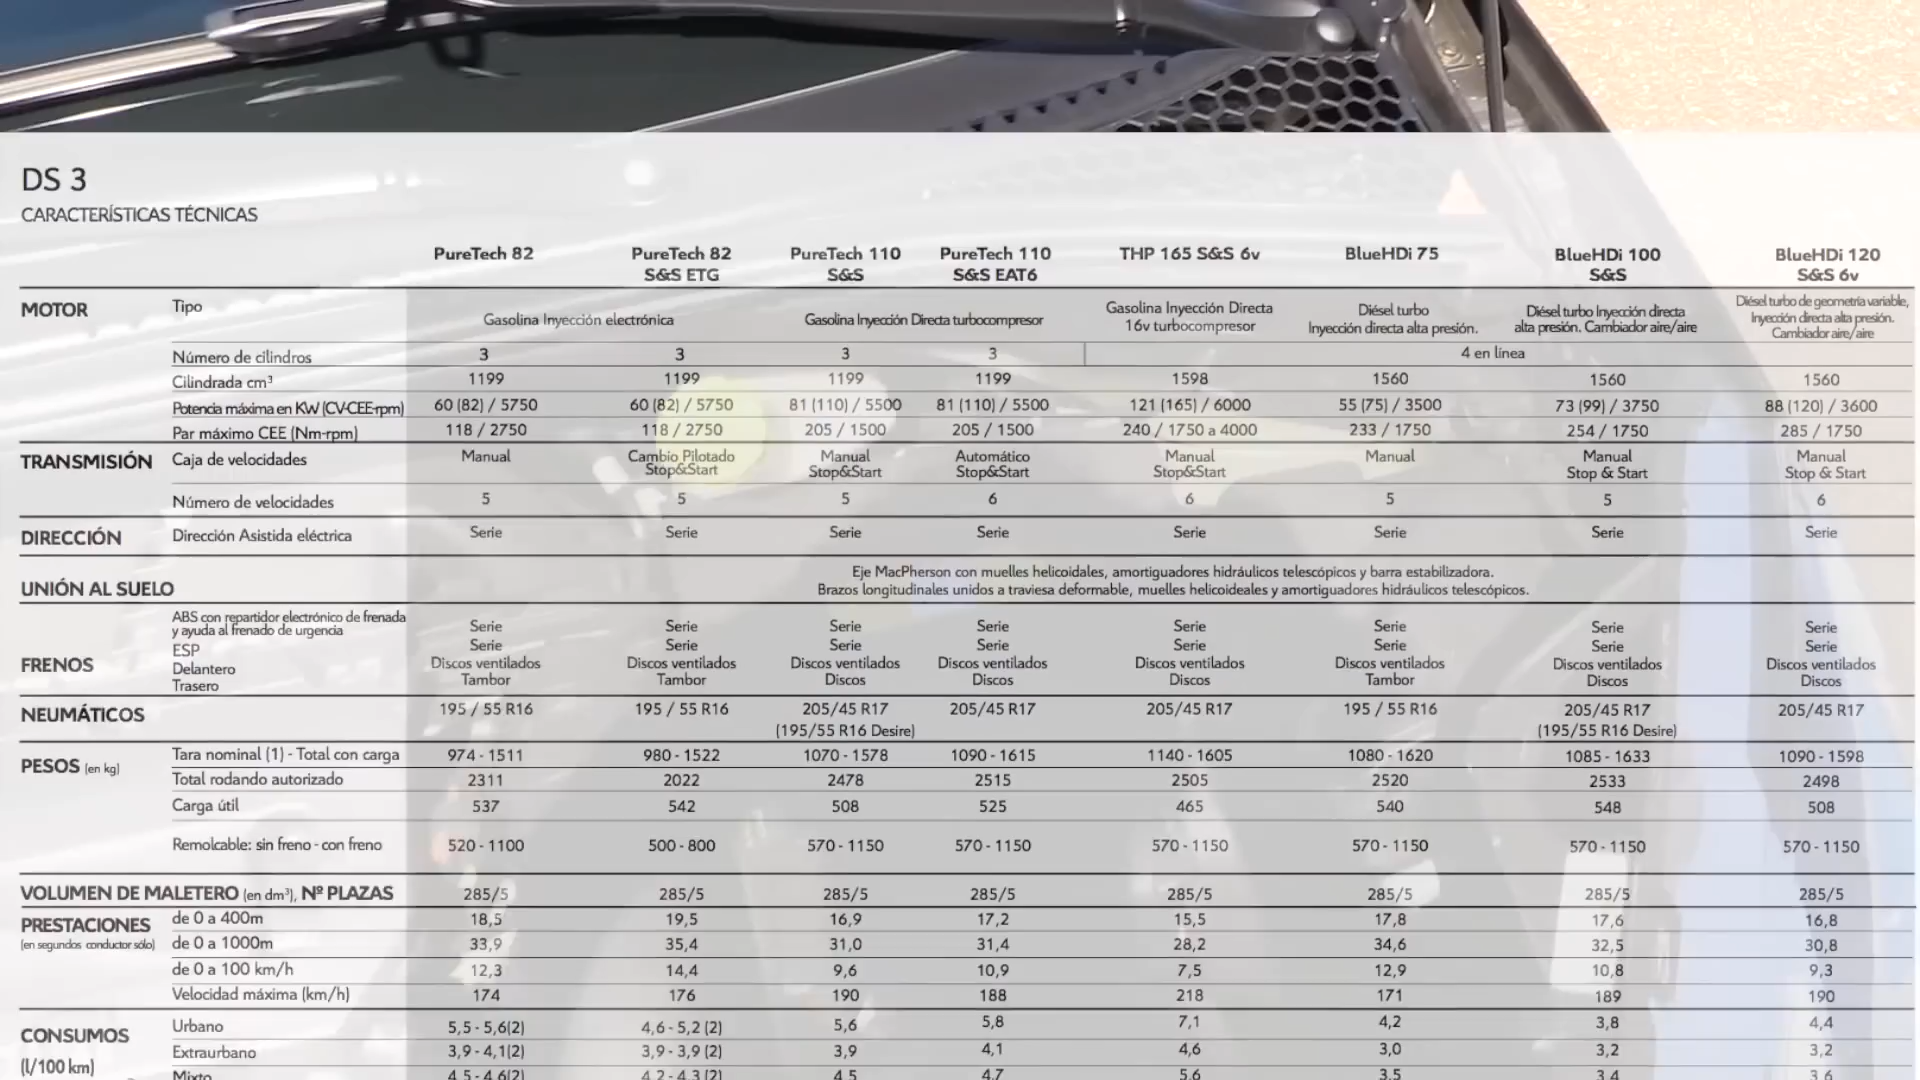 DS 3
CARACTERÍSTICAS TÉCNICAS
PureTech 82 PureTech 82 PureTech 110 PureTech 110 THP 165 S&S 6v BlueHDi 75 BlueHDi 100 BlueHDi 120
S&S ETG S&S S&S EAT6 S&S S&S 6v
MOTOR Tipo Gasolina Inyección electrónica Gasolina Inyección Directa turbocompresor Gasolina Inyección Directa 16v turbocompresor Diésel turbo Inyección directa alta presión. Diésel turbo Inyección directa alta presión. Cambiador aire/aire Diésel turbo de geometría variable, Inyección directa alta presión. Cambiador aire/aire
Número de cilindros 3 3 3 3 4 en línea
Cilindrada cm³ 1199 1199 1199 1199 1598 1560 1560 1560
Potencia máxima en KW (CV-CEE-rpm) 60 (82) / 5750 60 (82) / 5750 81 (110) / 5500 81 (110) / 5500 121 (165) / 6000 55 (75) / 3500 73 (99) / 3750 88 (120) / 3600
Par máximo CEE (Nm-rpm) 118 / 2750 118 / 2750 205 / 1500 205 / 1500 240 / 1750 a 4000 233 / 1750 254 / 1750 285 / 1750
TRANSMISIÓN Caja de velocidades Manual Cambio Pilotado Manual Automático Manual Manual Manual Manual
Stop&Start Stop&Start Stop&Start Stop&Start Stop & Start Stop & Start
Número de velocidades 5 5 5 6 6 5 5 6
DIRECCIÓN Dirección Asistida eléctrica Serie Serie Serie Serie Serie Serie Serie Serie
UNIÓN AL SUELO Eje MacPherson con muelles helicoidales, amortiguadores hidráulicos telescópicos y barra estabilizadora.
Brazos longitudinales unidos a traviesa deformable, muelles helicoideales y amortiguadores hidráulicos telescópicos.
FRENOS ABS con repartidor electrónico de frenada
y ayuda al frenado de urgencia Serie Serie Serie Serie Serie Serie Serie Serie
ESP Serie Serie Serie Serie Serie Serie Serie Serie
Delantero Discos ventilados Discos ventilados Discos ventilados Discos ventilados Discos ventilados Discos ventilados Discos ventilados Discos ventilados
Trasero Tambor Tambor Discos Discos Discos Tambor Discos Discos
NEUMÁTICOS 195 / 55 R16 195 / 55 R16 205/45 R17 205/45 R17 205/45 R17 195 / 55 R16 205/45 R17 205/45 R17
(195/55 R16 Desire) (195/55 R16 Desire)
PESOS (en kg) Tara nominal (1) - Total con carga 974 - 1511 980 - 1522 1070 - 1578 1090 - 1615 1140 - 1605 1080 - 1620 1085 - 1633 1090 - 1598
Total rodando autorizado 2311 2022 2478 2515 2505 2520 2533 2498
Carga útil 537 542 508 525 465 540 548 508
Remolcable: sin freno - con freno 520 - 1100 500 - 800 570 - 1150 570 - 1150 570 - 1150 570 - 1150 570 - 1150 570 - 1150
VOLUMEN DE MALETERO (en dm³), Nº PLAZAS 285/5 285/5 285/5 285/5 285/5 285/5 285/5 285/5
PRESTACIONES de 0 a 400m 18,5 19,5 16,9 17,2 15,5 17,8 17,6 16,8
(en segundos conductor sólo) de 0 a 1000m 33,9 35,4 31,0 31,4 28,2 34,6 32,5 30,8
de 0 a 100 km/h 12,3 14,4 9,6 10,9 7,5 12,9 10,8 9,3
Velocidad máxima (km/h) 174 176 190 188 218 171 189 190
CONSUMOS Urbano 5,5 - 5,6(2) 4,6 - 5,2 (2) 5,6 5,8 7,1 4,2 3,8 4,4
(l/100 km) Extraurbano 3,9 - 4,1(2) 3,9 - 3,9 (2) 3,9 4,1 4,6 3,0 3,2 3,2
Mixto 4,5 - 4,6(2) 4,2 - 4,3 (2) 4,5 4,7 5,6 3,5 3,4 3,6